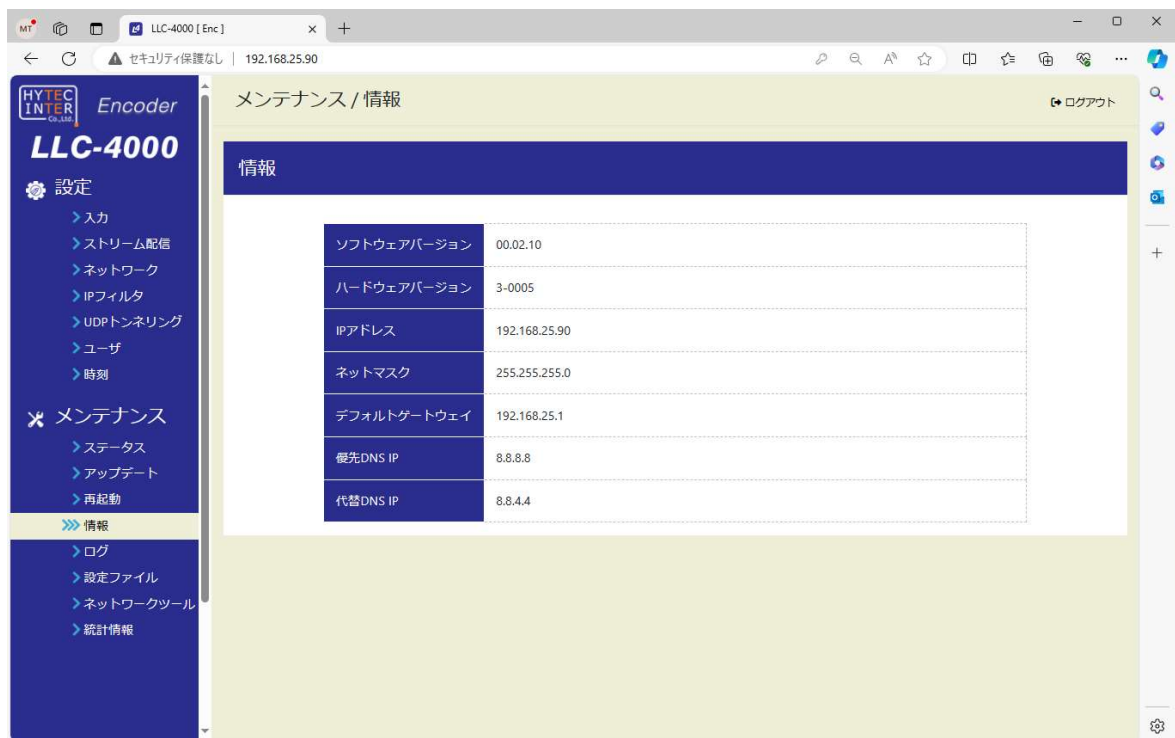 MT
LLC-4000 [ Enc ]
セキュリティ保護なし
192.168.25.90
HYTEC
INTER
Co.,Ltd.
Encoder
LLC-4000
設定
入力
ストリーム配信
ネットワーク
IPフィルタ
UDPトンネリング
ユーザ
時刻
メンテナンス
ステータス
アップデート
再起動
情報
ログ
設定ファイル
ネットワークツール
統計情報
メンテナンス / 情報
ログアウト
情報
ソフトウェアバージョン 00.02.10
ハードウェアバージョン 3-0005
IPアドレス 192.168.25.90
ネットマスク 255.255.255.0
デフォルトゲートウェイ 192.168.25.1
優先DNS IP 8.8.8.8
代替DNS IP 8.8.4.4